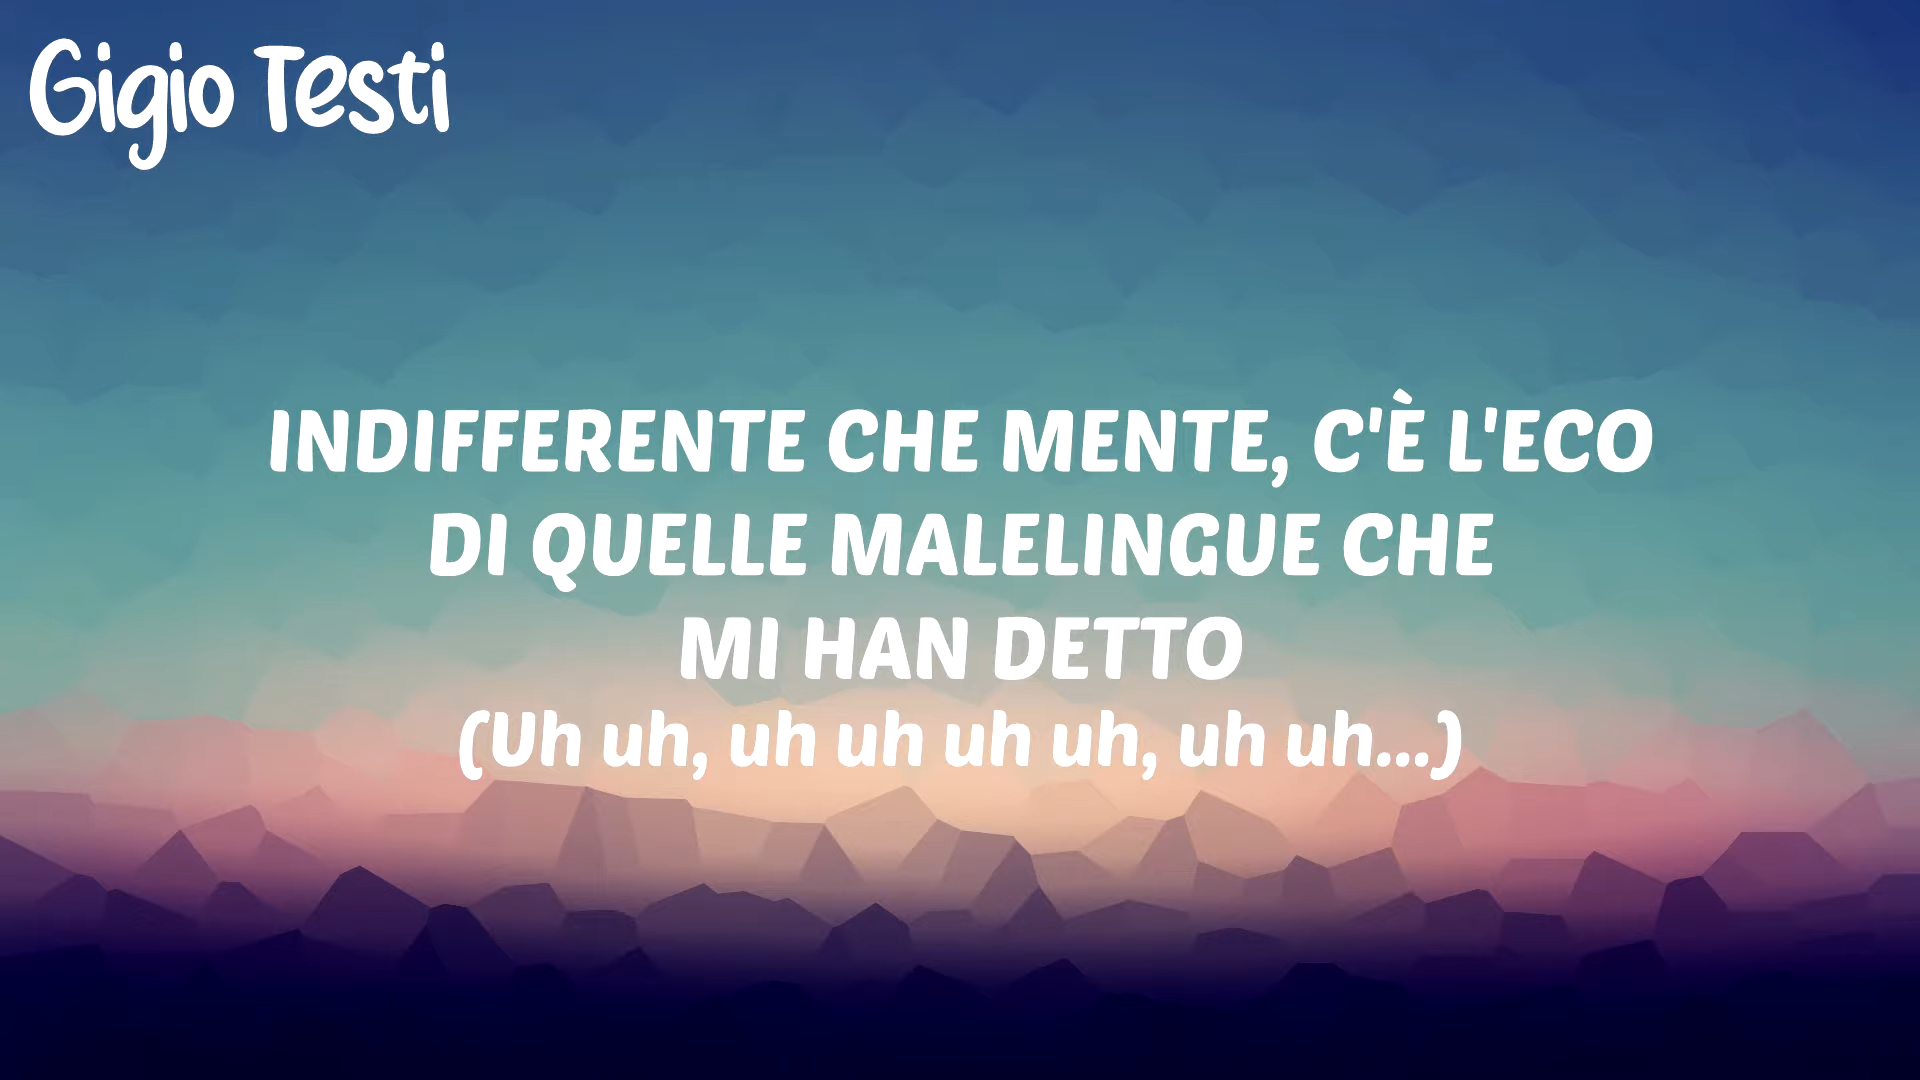 Gigio Testi
INDIFFERENTE CHE MENTE, C'È L'ECO
DI QUELLE MALELINGUE CHE
MI HAN DETTO
(Uh uh, uh uh uh uh, uh uh...)